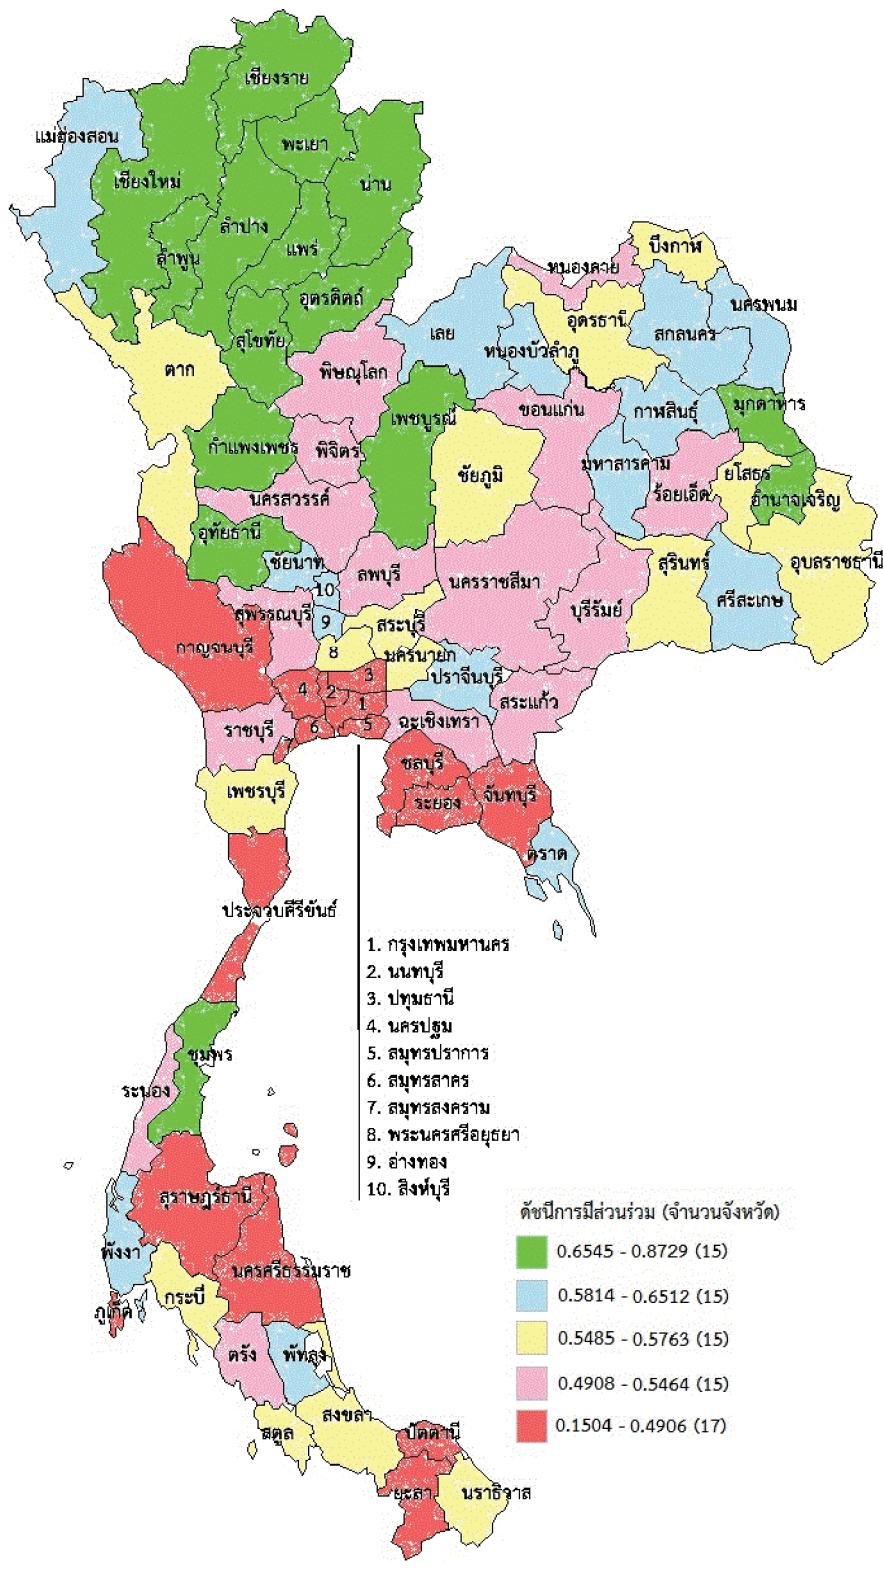 เชียงราย
แม่ฮ่องสอน
พะเยา
เชียงใหม่
น่าน
ลำปาง
แพร่
ลำพูน
บึงกาฬ
หนองคาย
อุตรดิตถ์
นครพนม
อุดรธานี
เลย
สกลนคร
สุโขทัย
หนองบัวลำภู
ตาก
พิษณุโลก
มุกดาหาร
ขอนแก่น
กาฬสินธุ์
เพชรบูรณ์
กำแพงเพชร
พิจิตร
มหาสารคาม
ชัยภูมิ
ยโสธร
ร้อยเอ็ด
นครสวรรค์
อำนาจเจริญ
อุทัยธานี
ชัยนาท
สุรินทร์
อุบลราชธานี
ลพบุรี
นครราชสีมา
10
ศรีสะเกษ
สุพรรณบุรี
บุรีรัมย์
9
สระบุรี
กาญจนบุรี
8
นครนายก
3
ปราจีนบุรี
4
2
1
สระแก้ว
ราชบุรี
6
5
ฉะเชิงเทรา
7
ชลบุรี
เพชรบุรี
ระยอง
จันทบุรี
ตราด
ประจวบคีรีขันธ์
1. กรุงเทพมหานคร
2. นนทบุรี
3. ปทุมธานี
4. นครปฐม
5. สมุทรปราการ
6. สมุทรสาคร
7. สมุทรสงคราม
8. พระนครศรีอยุธยา
9. อ่างทอง
10. สิงห์บุรี
ชุมพร
ระนอง
สุราษฎร์ธานี
พังงา
นครศรีธรรมราช
กระบี่
ภูเก็ต
ตรัง
พัทลุง
สงขลา
สตูล
ปัตตานี
ยะลา
นราธิวาส
ดัชนีการมีส่วนร่วม (จำนวนจังหวัด)
0.6545 - 0.8729 (15)
0.5814 - 0.6512 (15)
0.5485 - 0.5763 (15)
0.4908 - 0.5464 (15)
0.1504 - 0.4906 (17)